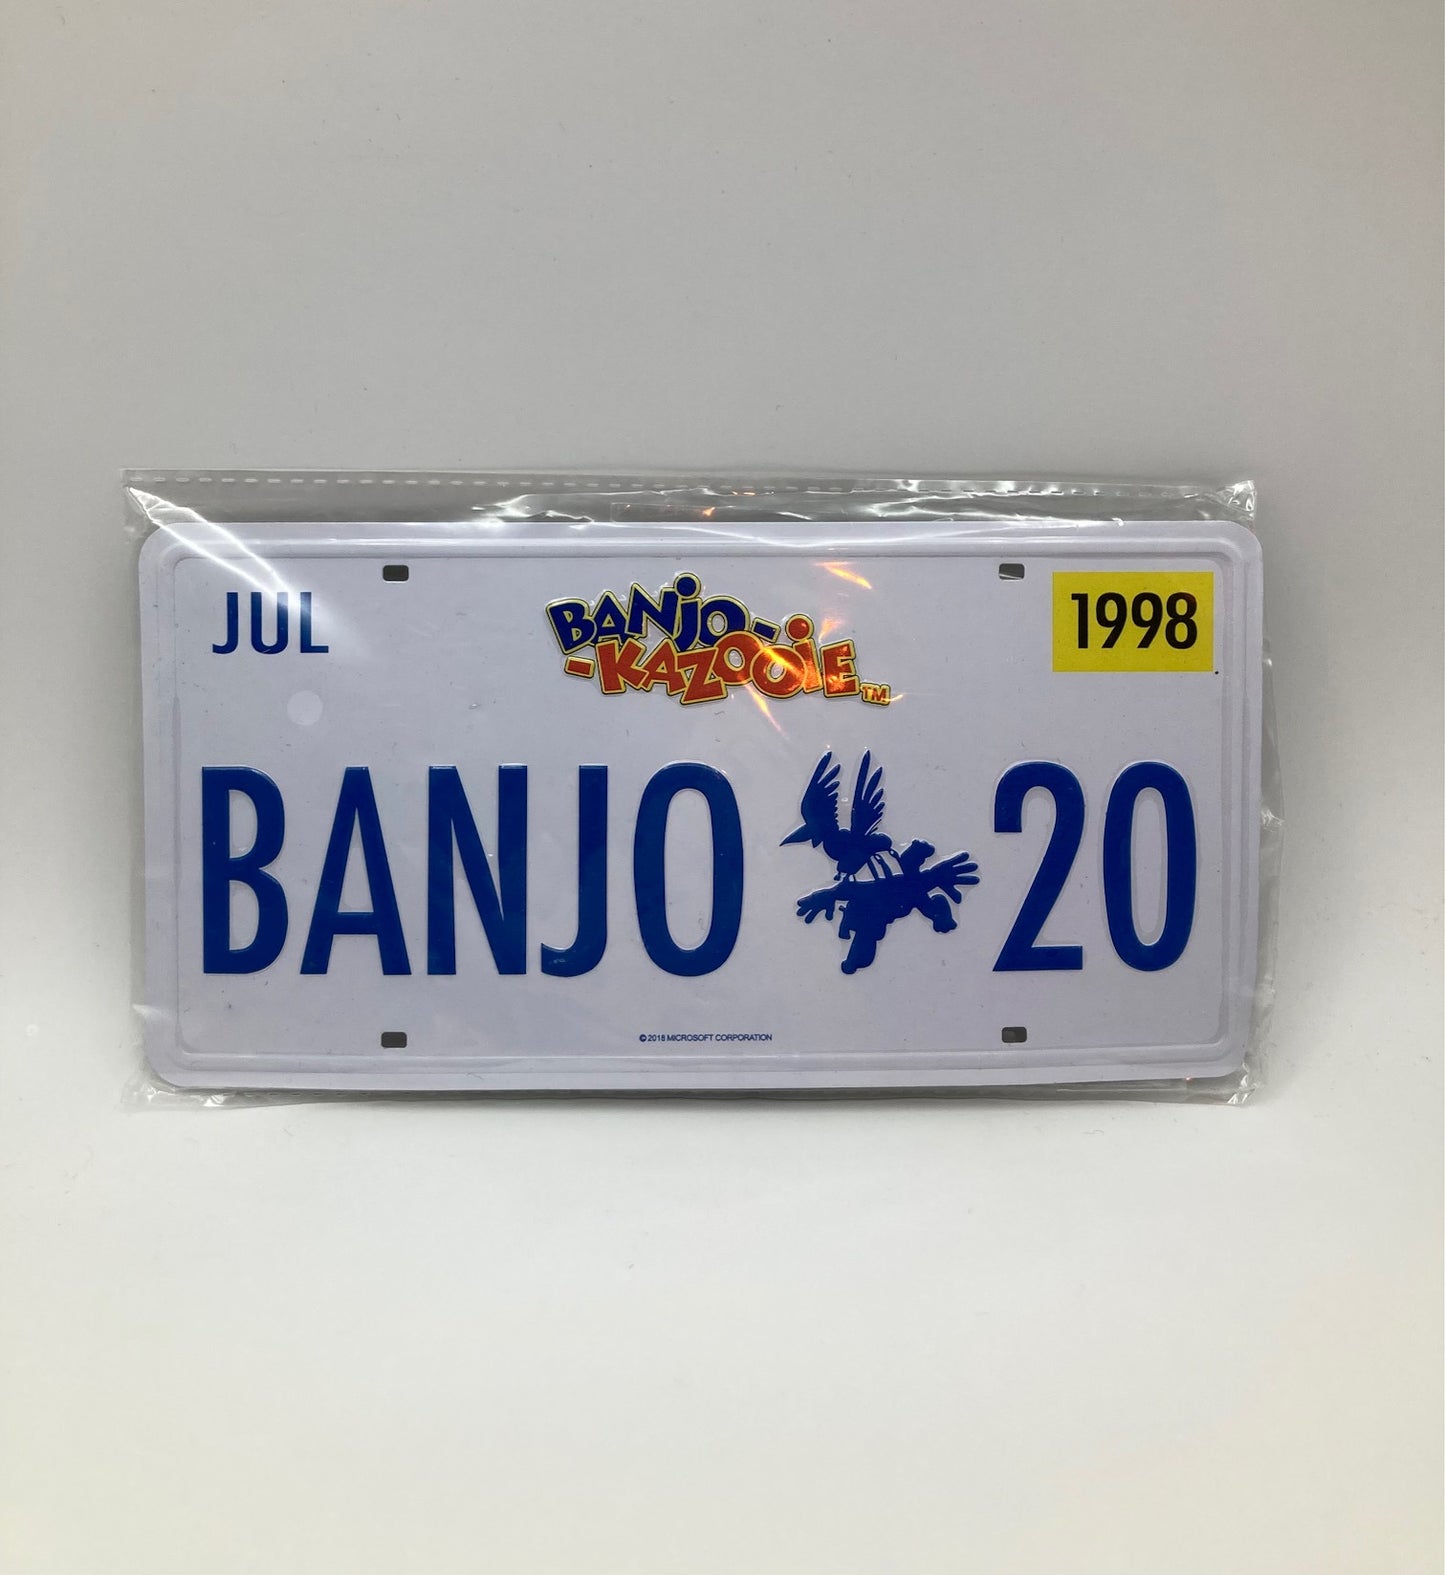 JUL
BANJO-
-KAZOOIE™
1998
BANJO 20
© 2018 MICROSOFT CORPORATION